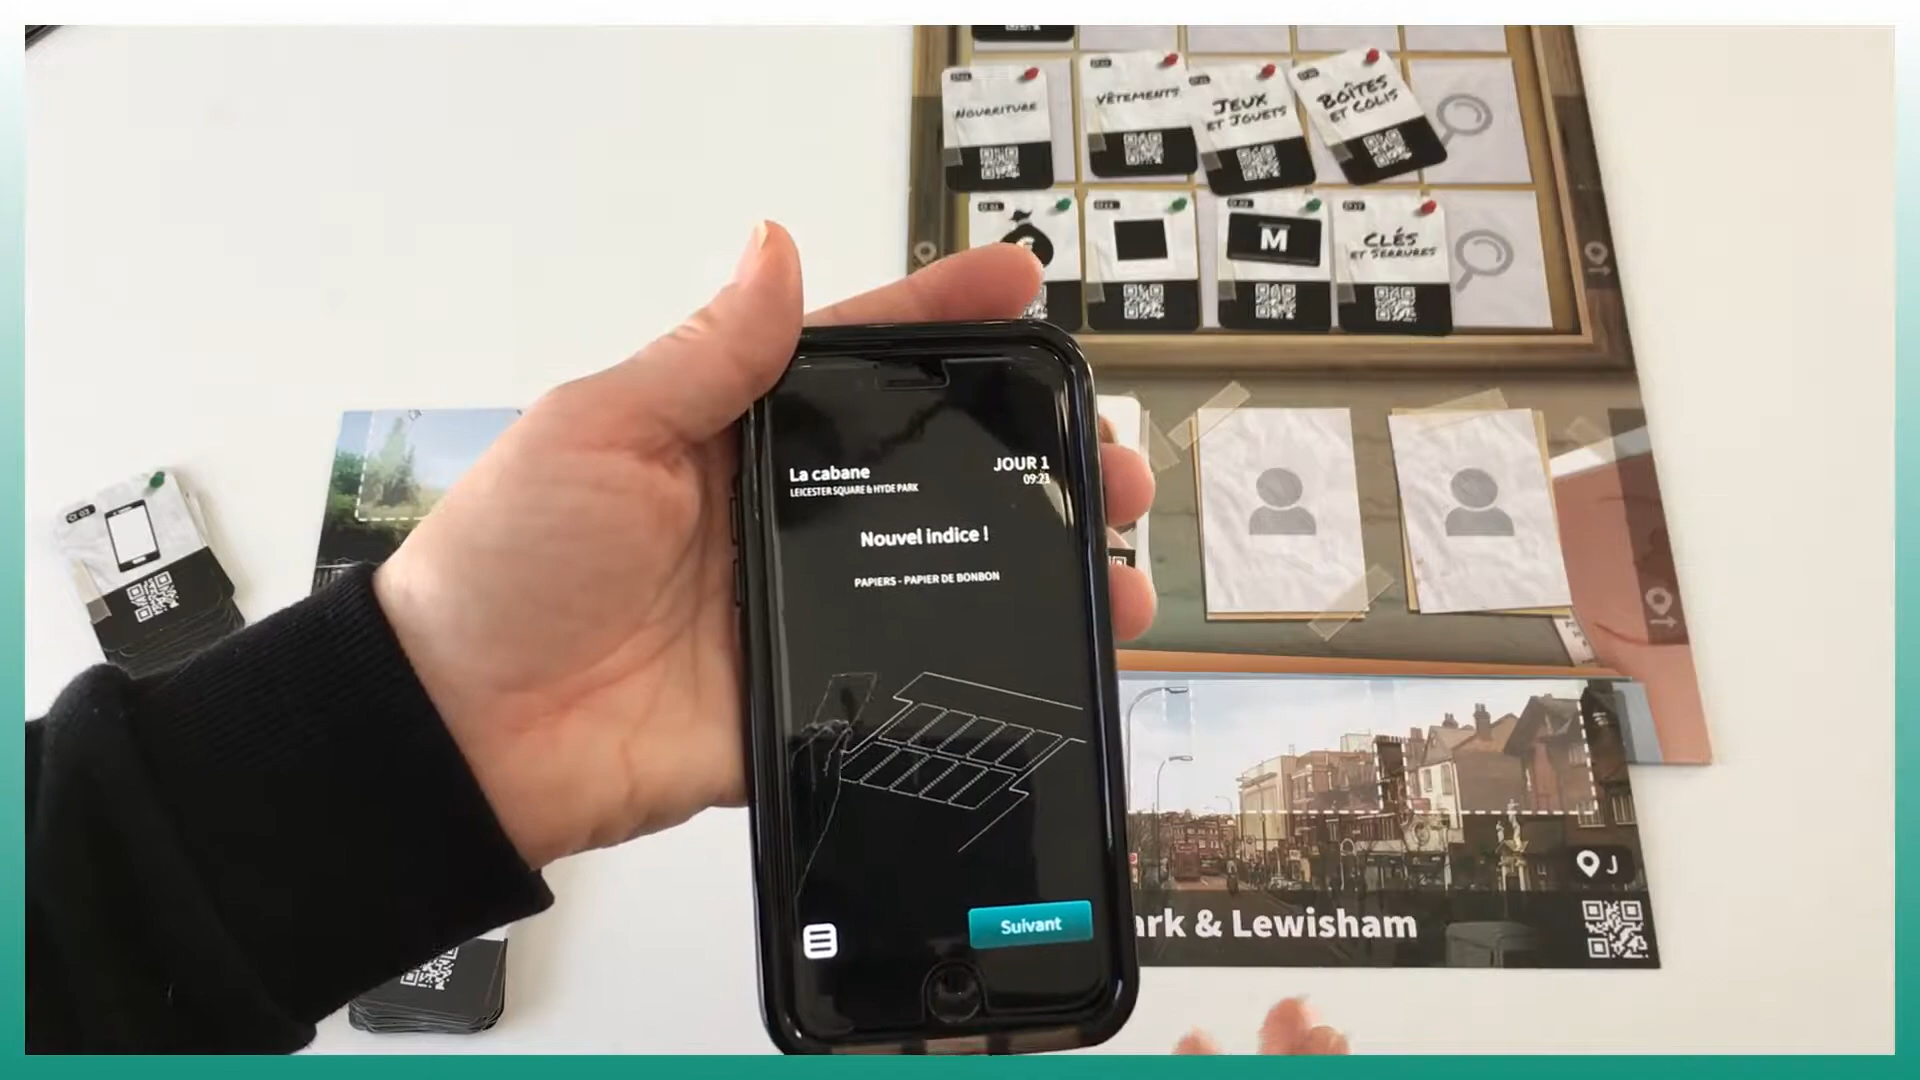 NOURRITURE
VÊTEMENTS
JEUX
ET JOUETS
BOÎTES
ET COLIS
M
CLÉS
ET SERRURES
La cabane
LEICESTER SQUARE & HYDE PARK
JOUR 1
09:21
Nouvel indice !
PAPIERS - PAPIER DE BONBON
Suivant
J
ark & Lewisham